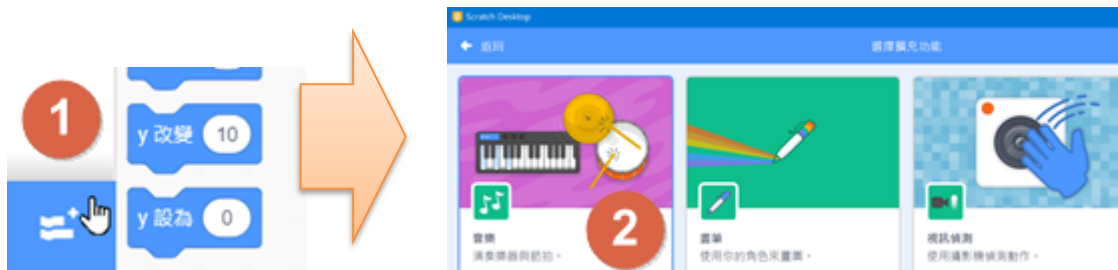 1
y 改變 10
y 設為 0
Scratch Desktop
返回
選擇擴充功能
2
音樂
演奏樂器與節拍。
畫筆
使用你的角色來畫圖。
視訊偵測
使用攝影機偵測動作。